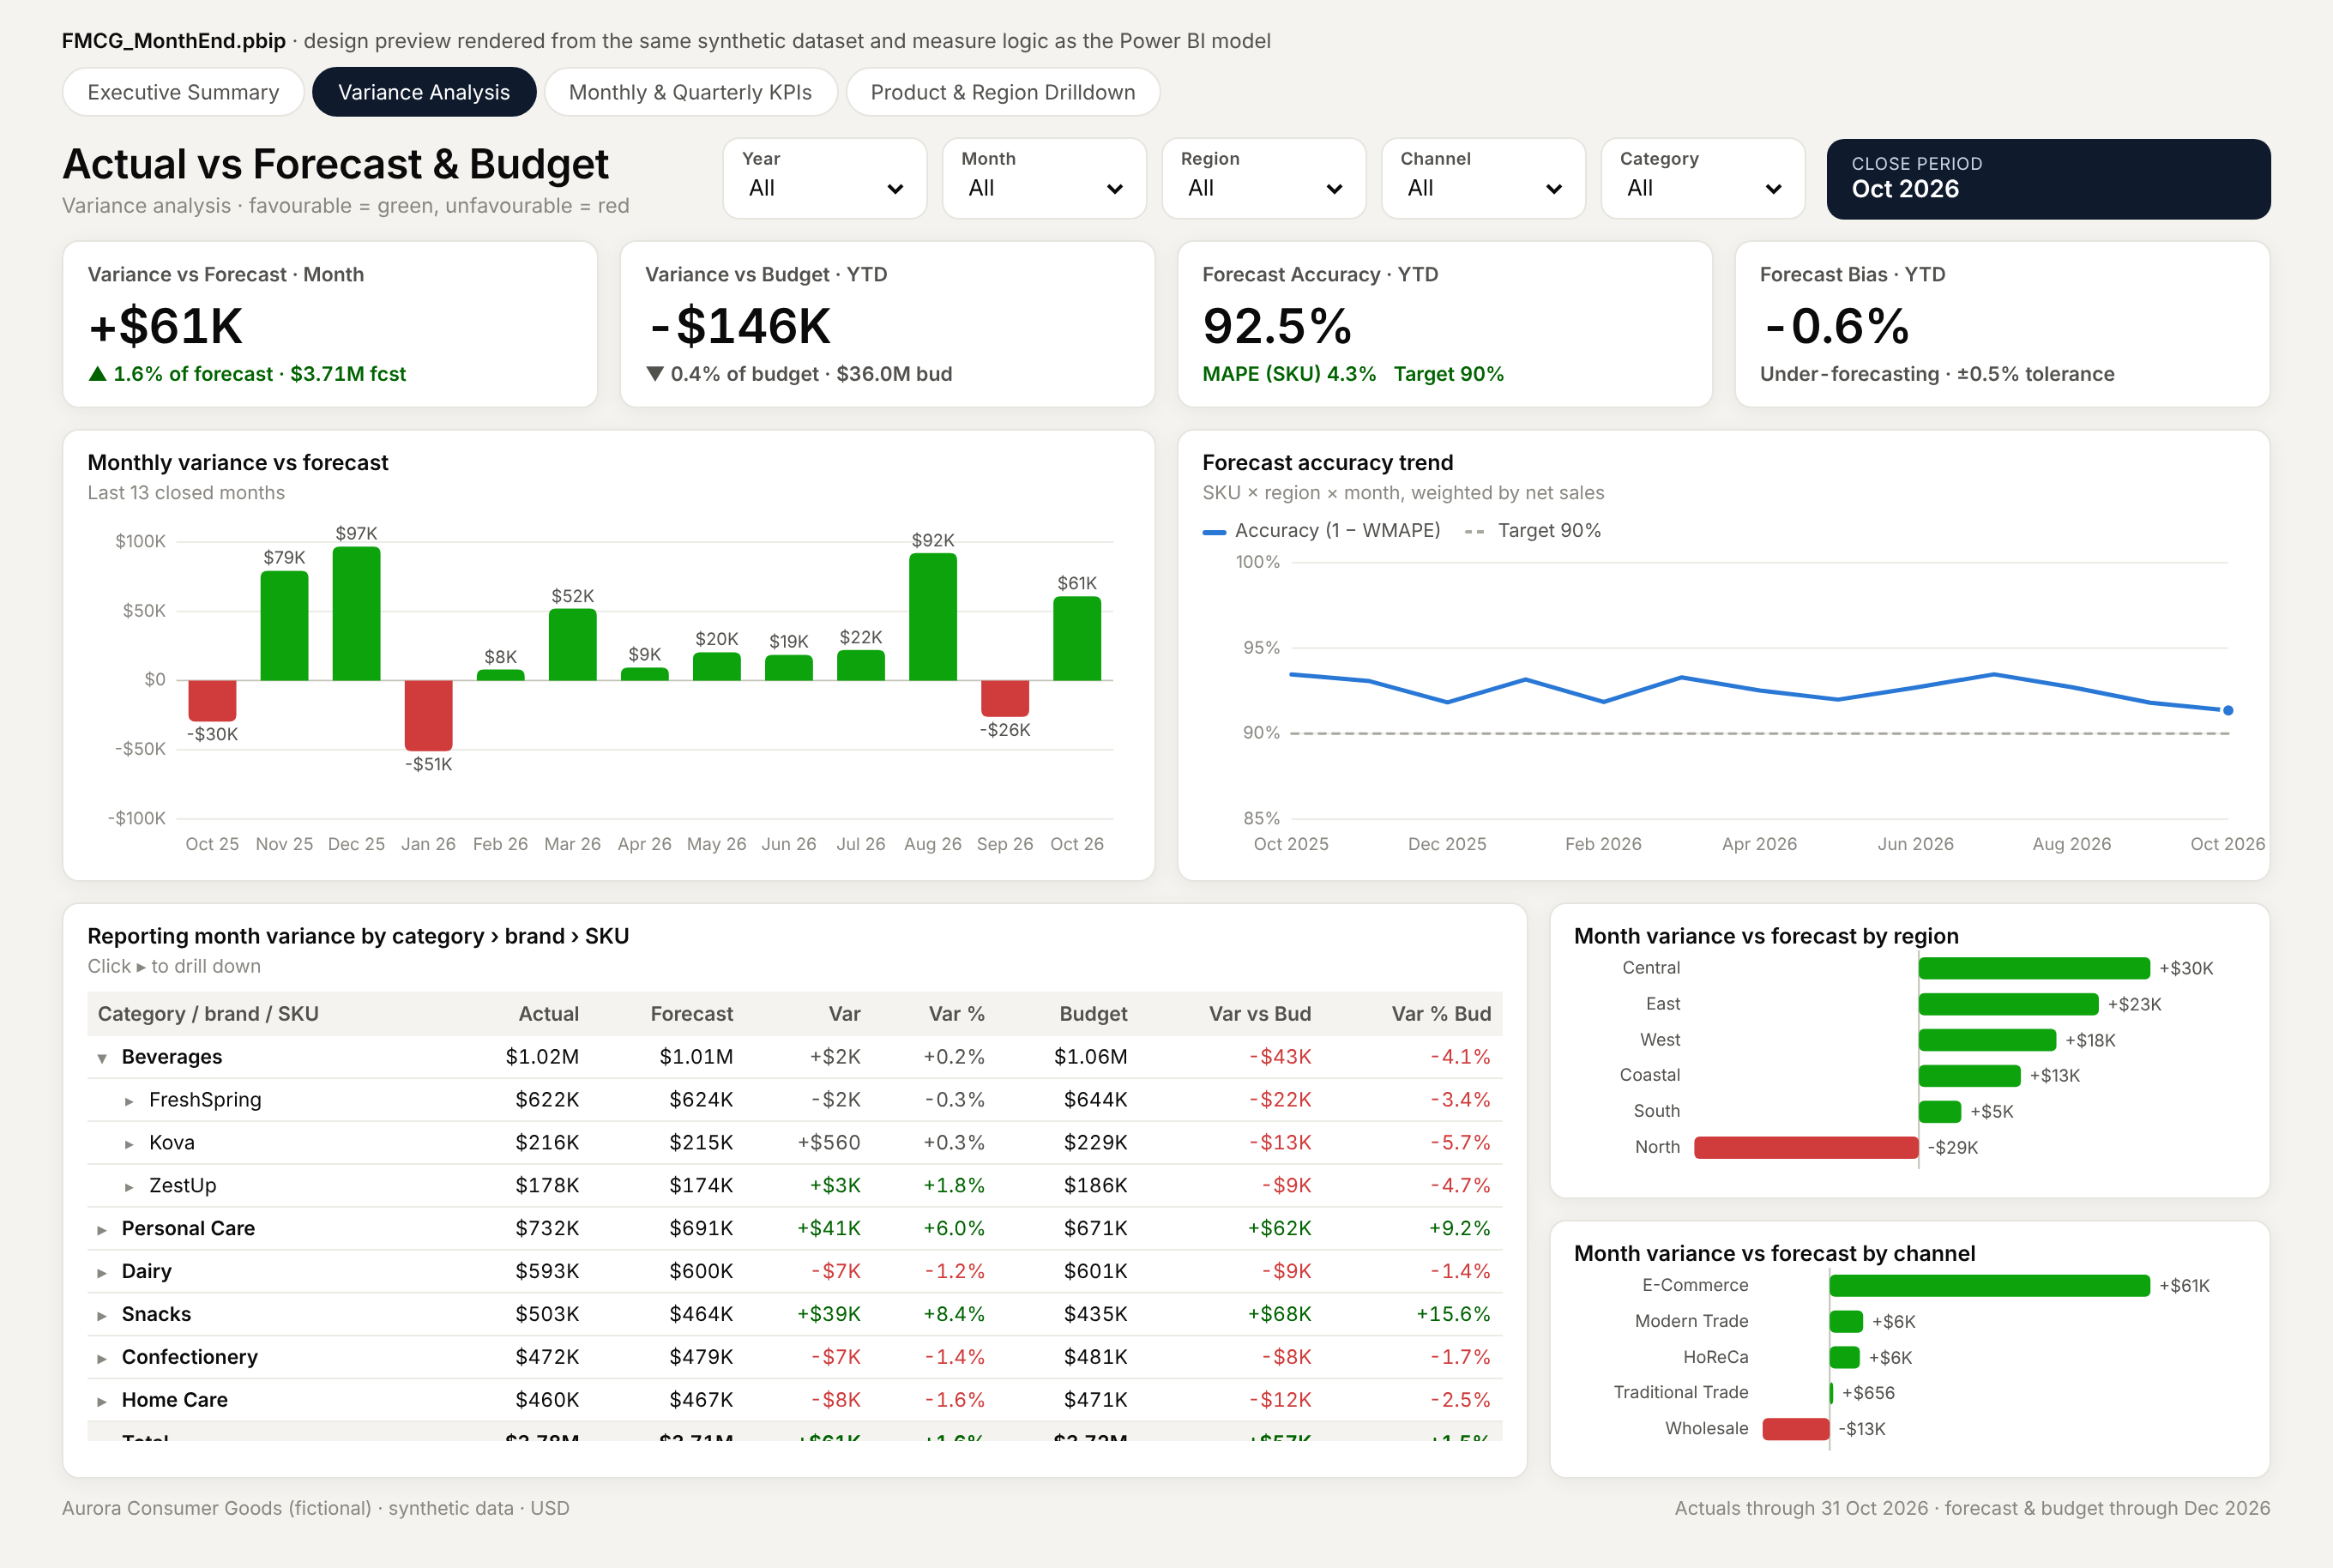 FMCG_MonthEnd.pbip · design preview rendered from the same synthetic dataset and measure logic as the Power BI model
Executive Summary
Variance Analysis
Monthly & Quarterly KPIs
Product & Region Drilldown
Actual vs Forecast & Budget
Variance analysis · favourable = green, unfavourable = red
Year
All
Month
All
Region
All
Channel
All
Category
All
CLOSE PERIOD
Oct 2026
Variance vs Forecast · Month
+$61K
▲ 1.6% of forecast · $3.71M fcst
Variance vs Budget · YTD
-$146K
▼ 0.4% of budget · $36.0M bud
Forecast Accuracy · YTD
92.5%
MAPE (SKU) 4.3% Target 90%
Forecast Bias · YTD
-0.6%
Under-forecasting · ±0.5% tolerance
Monthly variance vs forecast
Last 13 closed months
$100K
$50K
$0
-$50K
-$100K
-$30K
$79K
$97K
-$51K
$8K
$52K
$9K
$20K
$19K
$22K
$92K
-$26K
$61K
Oct 25 Nov 25 Dec 25 Jan 26 Feb 26 Mar 26 Apr 26 May 26 Jun 26 Jul 26 Aug 26 Sep 26 Oct 26
Forecast accuracy trend
SKU × region × month, weighted by net sales
Accuracy (1 − WMAPE) Target 90%
100%
95%
90%
85%
Oct 2025 Dec 2025 Feb 2026 Apr 2026 Jun 2026 Aug 2026 Oct 2026
Reporting month variance by category › brand › SKU
Click ▸ to drill down
Category / brand / SKU Actual Forecast Var Var % Budget Var vs Bud Var % Bud
▾ Beverages $1.02M $1.01M +$2K +0.2% $1.06M -$43K -4.1%
▸ FreshSpring $622K $624K -$2K -0.3% $644K -$22K -3.4%
▸ Kova $216K $215K +$560 +0.3% $229K -$13K -5.7%
▸ ZestUp $178K $174K +$3K +1.8% $186K -$9K -4.7%
▸ Personal Care $732K $691K +$41K +6.0% $671K +$62K +9.2%
▸ Dairy $593K $600K -$7K -1.2% $601K -$9K -1.4%
▸ Snacks $503K $464K +$39K +8.4% $435K +$68K +15.6%
▸ Confectionery $472K $479K -$7K -1.4% $481K -$8K -1.7%
▸ Home Care $460K $467K -$8K -1.6% $471K -$12K -2.5%
Total $3.78M $3.71M +$61K +1.6% $3.72M +$57K +1.5%
Month variance vs forecast by region
Central +$30K
East +$23K
West +$18K
Coastal +$13K
South +$5K
North -$29K
Month variance vs forecast by channel
E-Commerce +$61K
Modern Trade +$6K
HoReCa +$6K
Traditional Trade +$656
Wholesale -$13K
Aurora Consumer Goods (fictional) · synthetic data · USD
Actuals through 31 Oct 2026 · forecast & budget through Dec 2026